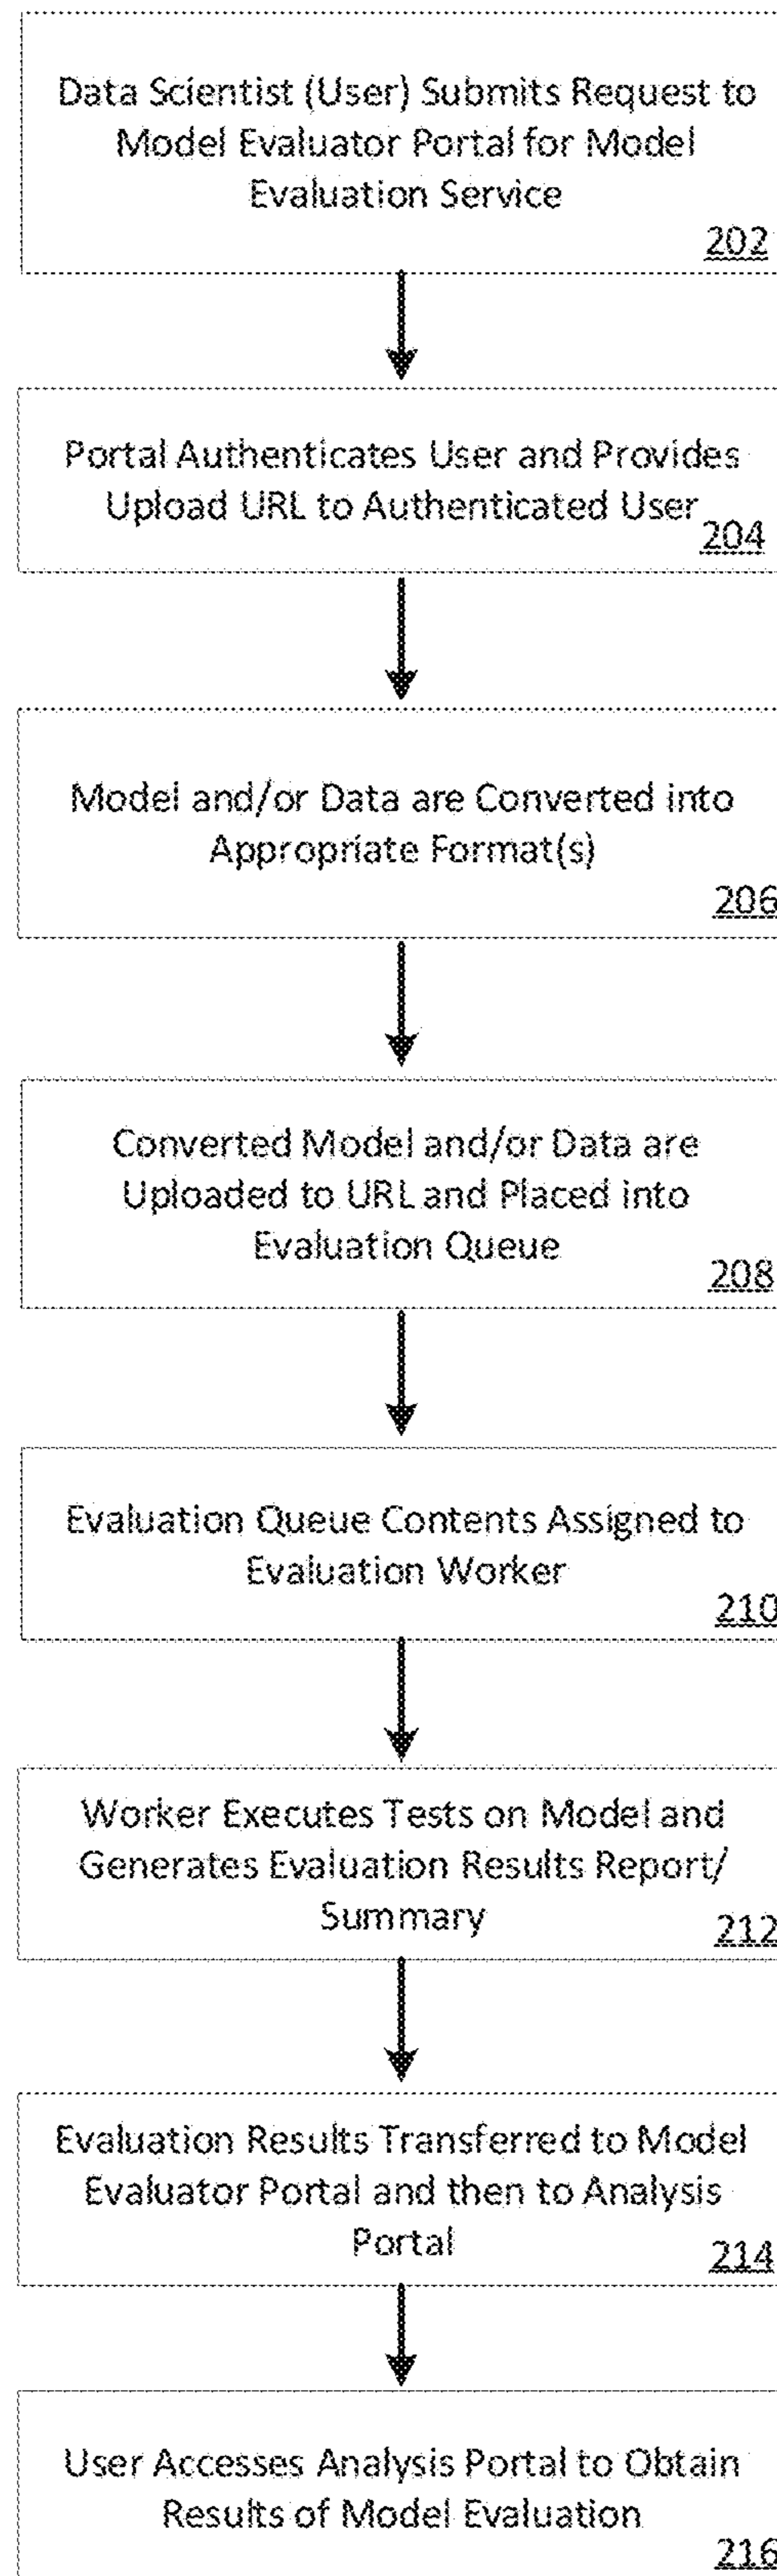 Data Scientist (User) Submits Request to
Model Evaluator Portal for Model
Evaluation Service
202
Portal Authenticates User and Provides
Upload URL to Authenticated User
204
Model and/or Data are Converted into
Appropriate Format(s)
206
Converted Model and/or Data are
Uploaded to URL and Placed into
Evaluation Queue
208
Evaluation Queue Contents Assigned to
Evaluation Worker
210
Worker Executes Tests on Model and
Generates Evaluation Results Report/
Summary
212
Evaluation Results Transferred to Model
Evaluator Portal and then to Analysis
Portal
214
User Accesses Analysis Portal to Obtain
Results of Model Evaluation
216